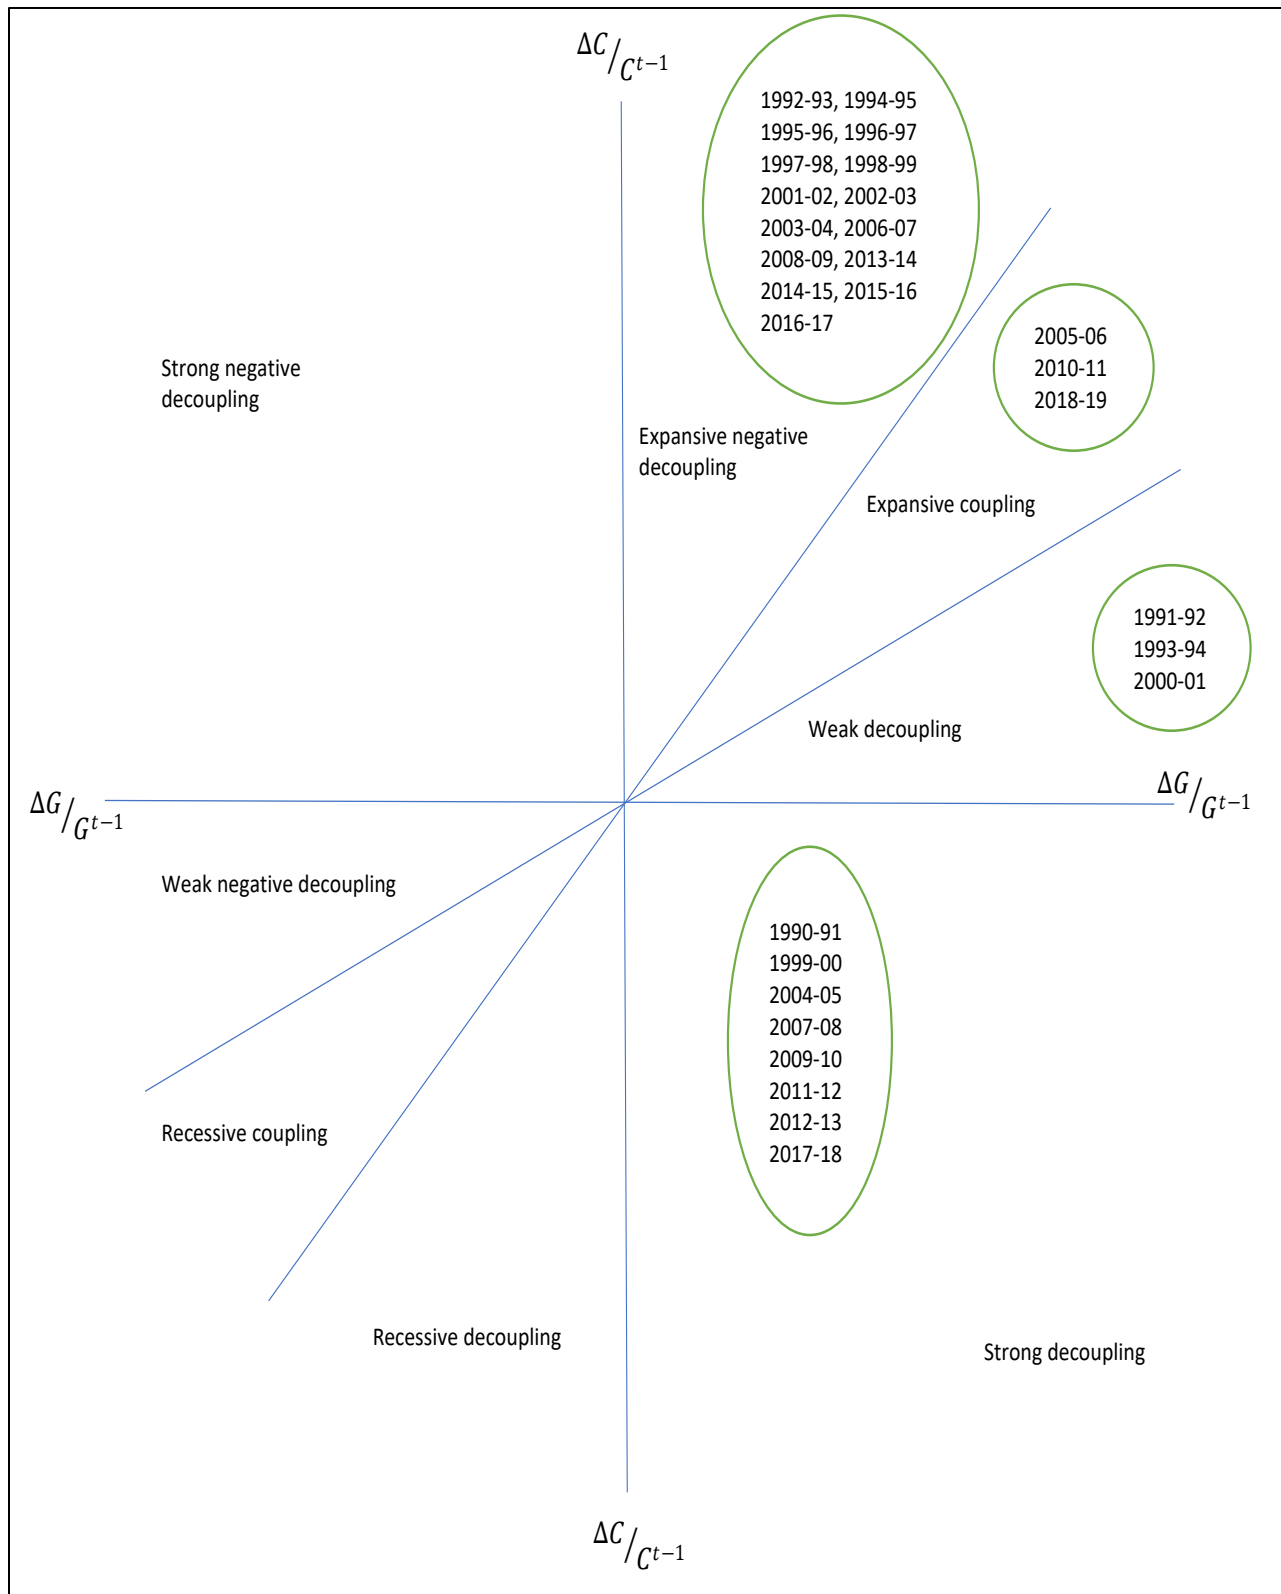 ΔC/C^{t−1}
1992-93, 1994-95
1995-96, 1996-97
1997-98, 1998-99
2001-02, 2002-03
2003-04, 2006-07
2008-09, 2013-14
2014-15, 2015-16
2016-17
2005-06
2010-11
2018-19
Strong negative
decoupling
Expansive negative
decoupling
Expansive coupling
1991-92
1993-94
2000-01
Weak decoupling
ΔG/G^{t−1}
ΔG/G^{t−1}
Weak negative decoupling
1990-91
1999-00
2004-05
2007-08
2009-10
2011-12
2012-13
2017-18
Recessive coupling
Recessive decoupling
Strong decoupling
ΔC/C^{t−1}